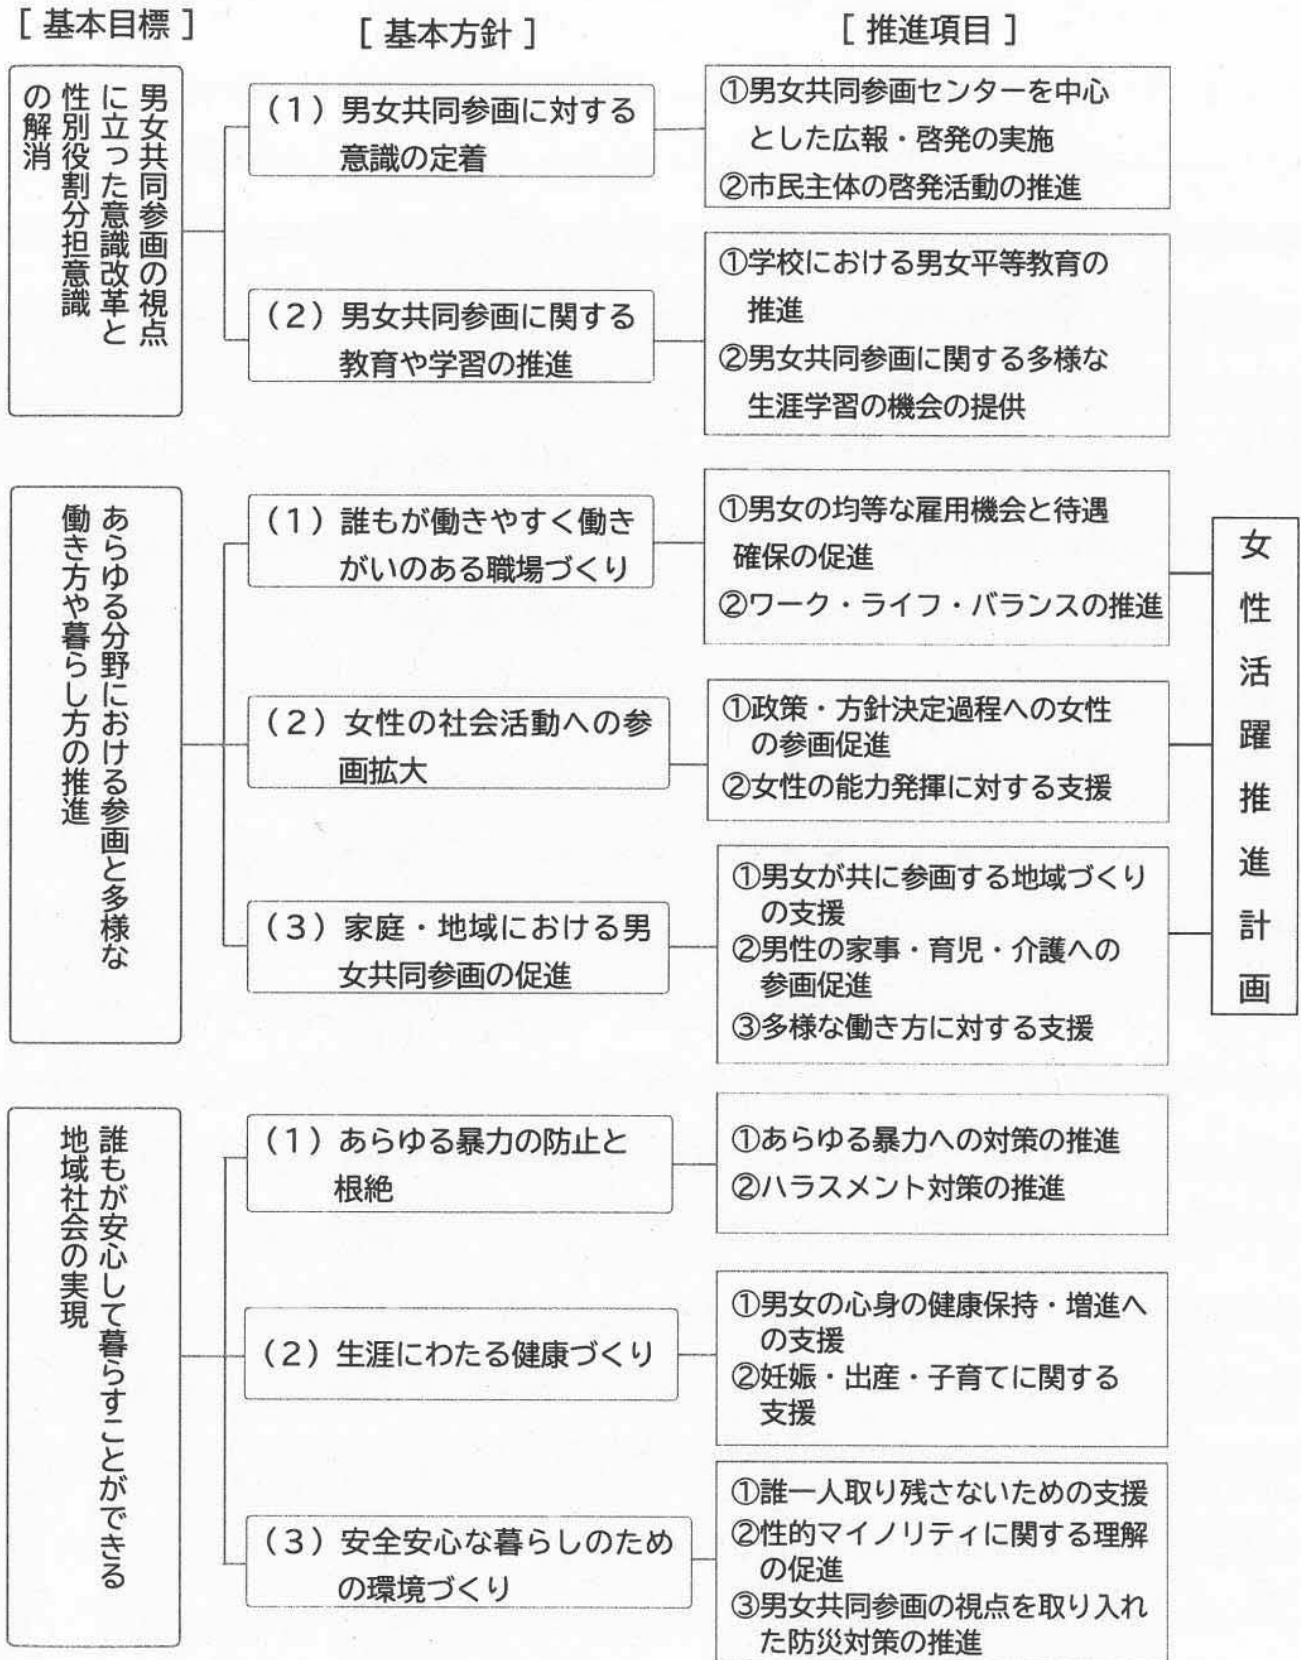 [ 基本目標 ]
[ 基本方針 ]
[ 推進項目 ]
男女共同参画の視点
に立った意識改革と
性別役割分担意識
の解消
(1) 男女共同参画に対する
意識の定着
①男女共同参画センターを中心
とした広報・啓発の実施
②市民主体の啓発活動の推進
(2) 男女共同参画に関する
教育や学習の推進
①学校における男女平等教育の
推進
②男女共同参画に関する多様な
生涯学習の機会の提供
あらゆる分野における参画と多様な
働き方や暮らし方の推進
(1) 誰もが働きやすく働き
がいのある職場づくり
①男女の均等な雇用機会と待遇
確保の促進
②ワーク・ライフ・バランスの推進
(2) 女性の社会活動への参
画拡大
①政策・方針決定過程への女性
の参画促進
②女性の能力発揮に対する支援
(3) 家庭・地域における男
女共同参画の促進
①男女が共に参画する地域づくり
の支援
②男性の家事・育児・介護への
参画促進
③多様な働き方に対する支援
女性活躍推進計画
誰もが安心して暮らすことができる
地域社会の実現
(1) あらゆる暴力の防止と
根絶
①あらゆる暴力への対策の推進
②ハラスメント対策の推進
(2) 生涯にわたる健康づくり
①男女の心身の健康保持・増進へ
の支援
②妊娠・出産・子育てに関する
支援
(3) 安全安心な暮らしのため
の環境づくり
①誰一人取り残さないための支援
②性的マイノリティに関する理解
の促進
③男女共同参画の視点を取り入れ
た防災対策の推進